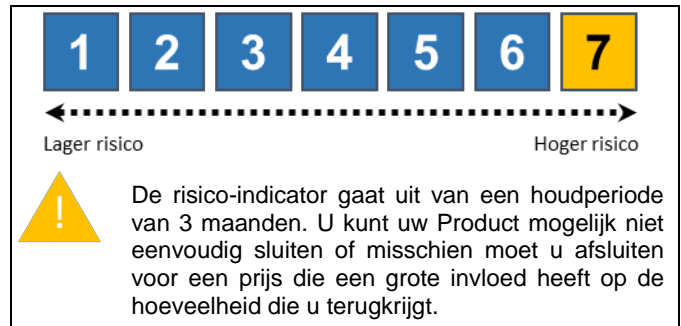 1 2 3 4 5 6 7
Lager risico Hoger risico
!
De risico-indicator gaat uit van een houdperiode
van 3 maanden. U kunt uw Product mogelijk niet
eenvoudig sluiten of misschien moet u afsluiten
voor een prijs die een grote invloed heeft op de
hoeveelheid die u terugkrijgt.